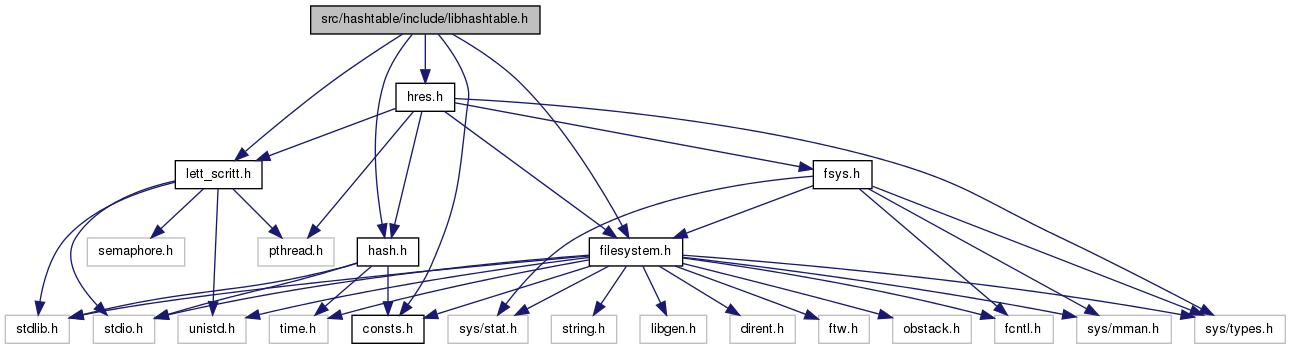 src/hashtable/include/libhashtable.h
hres.h
lett_scritt.h
fsys.h
semaphore.h
pthread.h
hash.h
filesystem.h
stdlib.h
stdio.h
unistd.h
time.h
consts.h
sys/stat.h
string.h
libgen.h
dirent.h
ftw.h
obstack.h
fcntl.h
sys/mman.h
sys/types.h